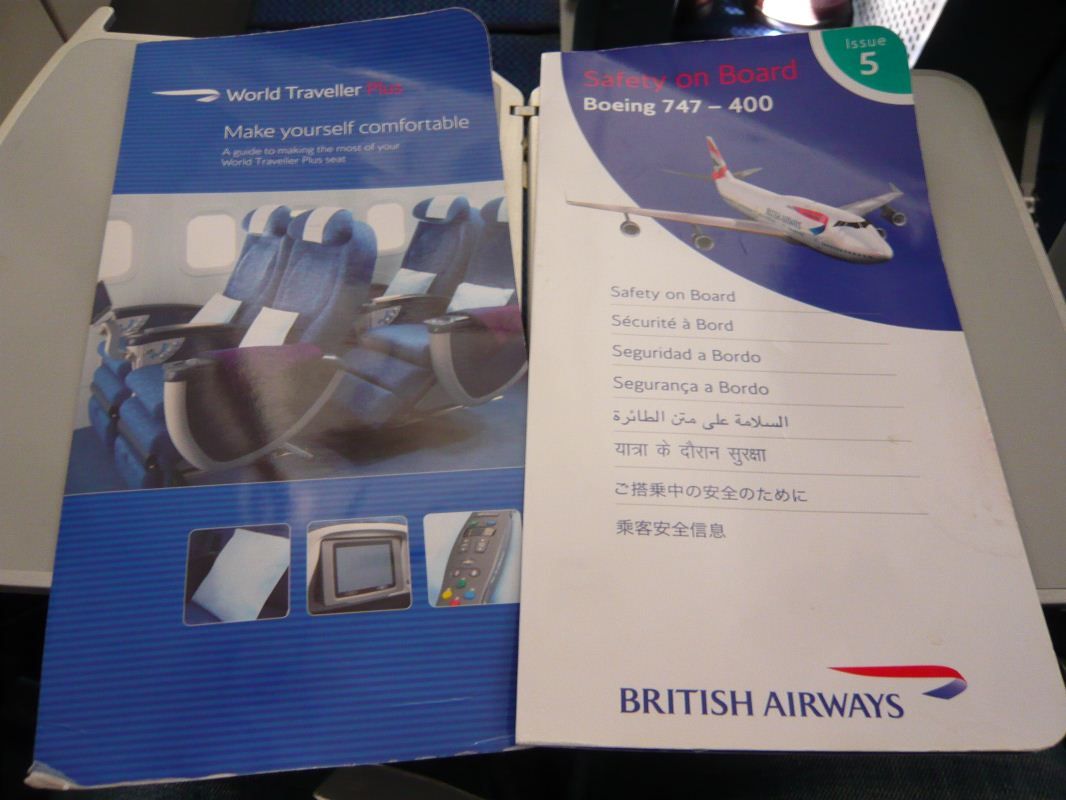 World Traveller Plus
Make yourself comfortable
A guide to making the most of your
World Traveller Plus seat
Issue
5
Safety on Board
Boeing 747 – 400
BRITISH AIRWAYS
Safety on Board
Sécurité à Bord
Seguridad a Bordo
Segurança a Bordo
السلامة على متن الطائرة
यात्रा के दौरान सुरक्षा
ご搭乗中の安全のために
乘客安全信息
BRITISH AIRWAYS